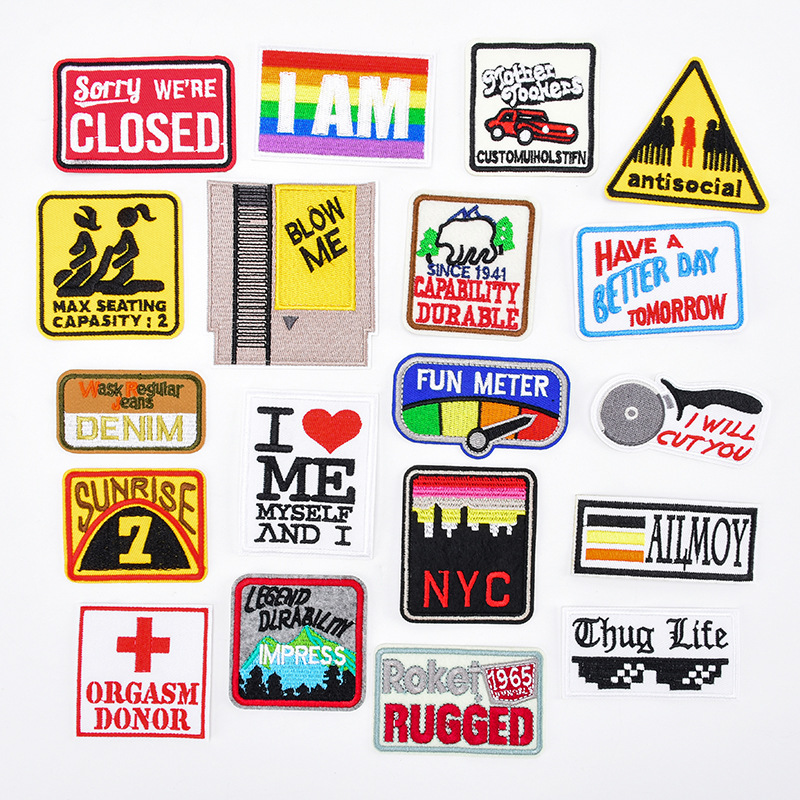 Sorry WE'RE
CLOSED
I AM
Mother
Tookers
CUSTOMUIHOLSTIFN
antisocial
MAX SEATING
CAPASITY : 2
BLOW
ME
SINCE 1941
CAPABILITY
DURABLE
HAVE A
BETTER DAY
TOMORROW
Wask Regular
Jeans
DENIM
FUN METER
I WILL
CUT YOU
SUNRISE
7
I ❤
ME
MYSELF
AND I
NYC
AILMOY
ORGASM
DONOR
LEGEND
DURABILITY
IMPRESS
Roket
1965
RUGGED
Thug Life